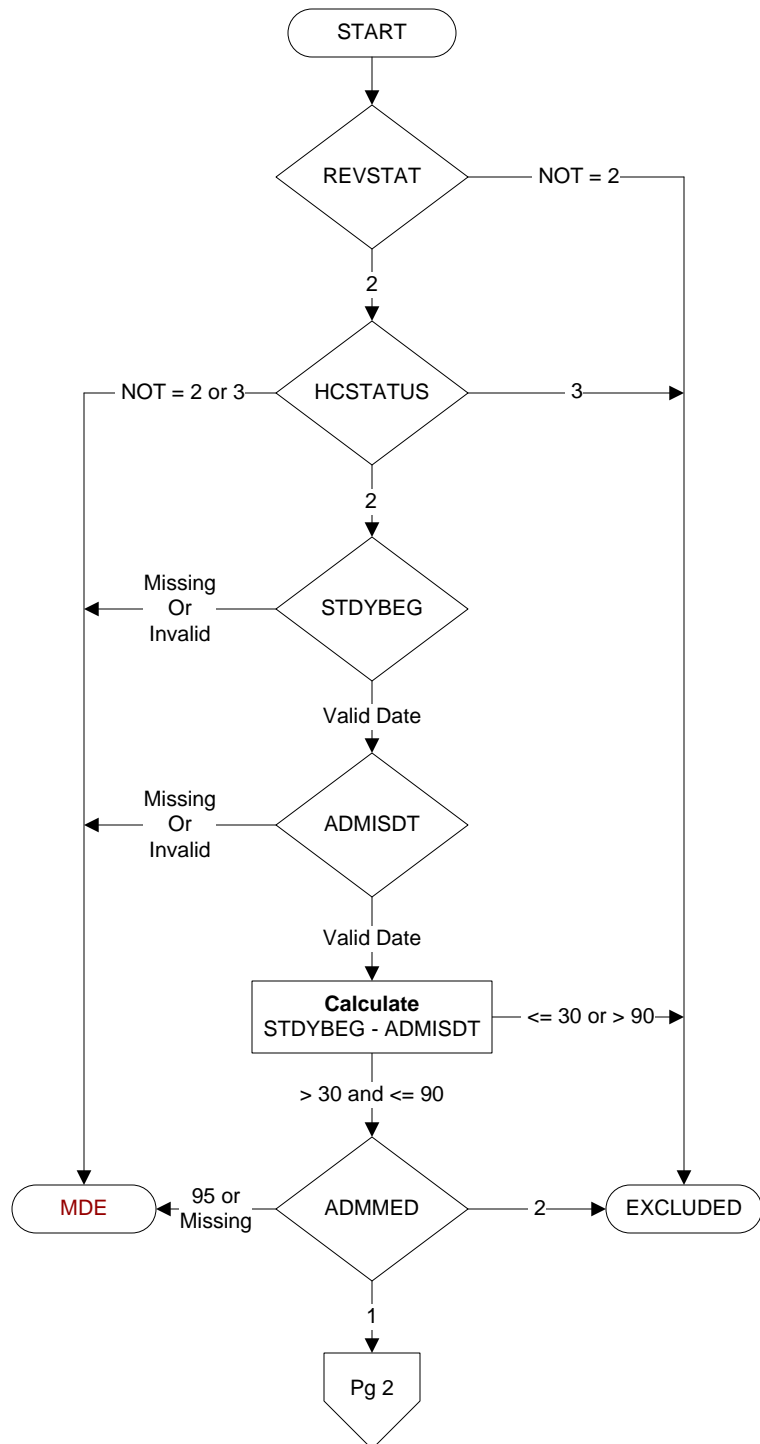 START
REVSTAT
NOT = 2
2
NOT = 2 or 3
HCSTATUS
3
2
Missing
Or
Invalid
STDYBEG
Valid Date
Missing
Or
Invalid
ADMISDT
Valid Date
Calculate
STDYBEG - ADMISDT
<= 30 or > 90
> 30 and <= 90
MDE
95 or
Missing
ADMMED
2
EXCLUDED
1
Pg 2